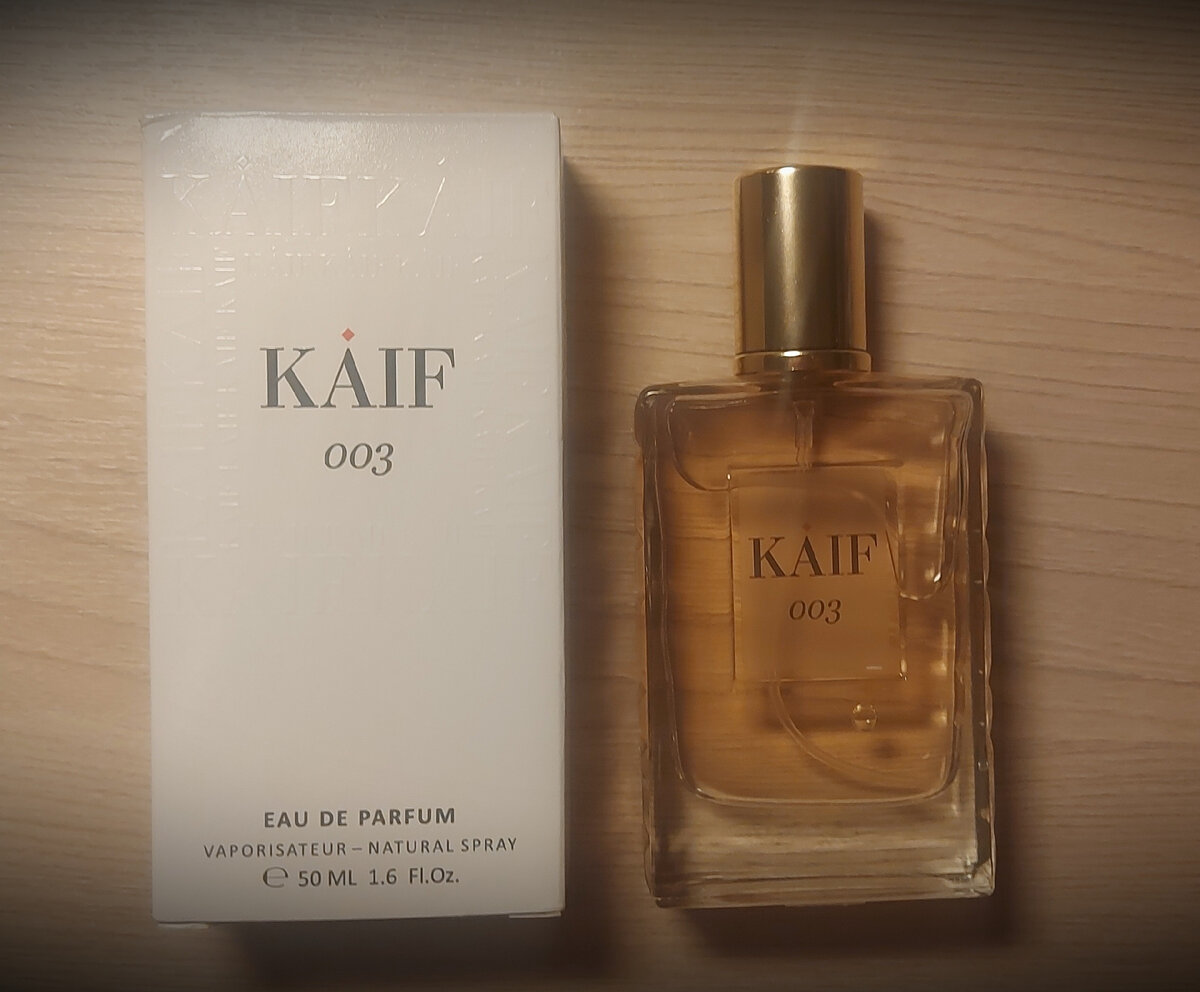 KAIF
003
EAU DE PARFUM
VAPORISATEUR – NATURAL SPRAY
℮ 50 ML 1.6 Fl.Oz.
KAIF
003